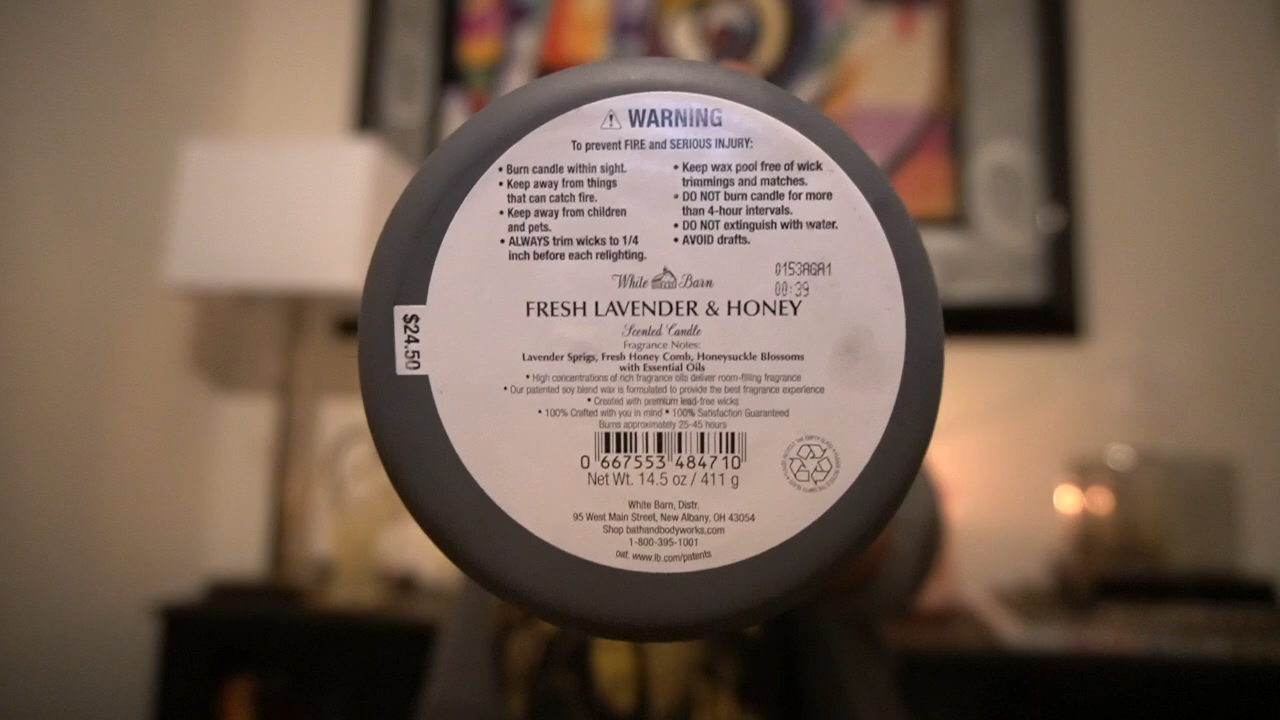 WARNING
To prevent FIRE and SERIOUS INJURY:
• Burn candle within sight.
• Keep away from things
that can catch fire.
• Keep away from children
and pets.
• ALWAYS trim wicks to 1/4
inch before each relighting.
• Keep wax pool free of wick
trimmings and matches.
• DO NOT burn candle for more
than 4-hour intervals.
• DO NOT extinguish with water.
• AVOID drafts.
White Barn
0153AGA1
00:39
FRESH LAVENDER & HONEY
Scented Candle
Fragrance Notes:
Lavender Sprigs, Fresh Honey Comb, Honeysuckle Blossoms
with Essential Oils
• High concentrations of rich fragrance oils deliver room-filling fragrance
• Our patented soy blend wax is formulated to provide the best fragrance experience
• Created with premium lead-free wicks
• 100% Crafted with you in mind • 100% Satisfaction Guaranteed
Burns approximately 25-45 hours
0 667553 484710
Net Wt. 14.5 oz / 411 g
White Barn, Distr.
95 West Main Street, New Albany, OH 43054
Shop bathandbodyworks.com
1-800-395-1001
pat. www.lb.com/patents
$24.50